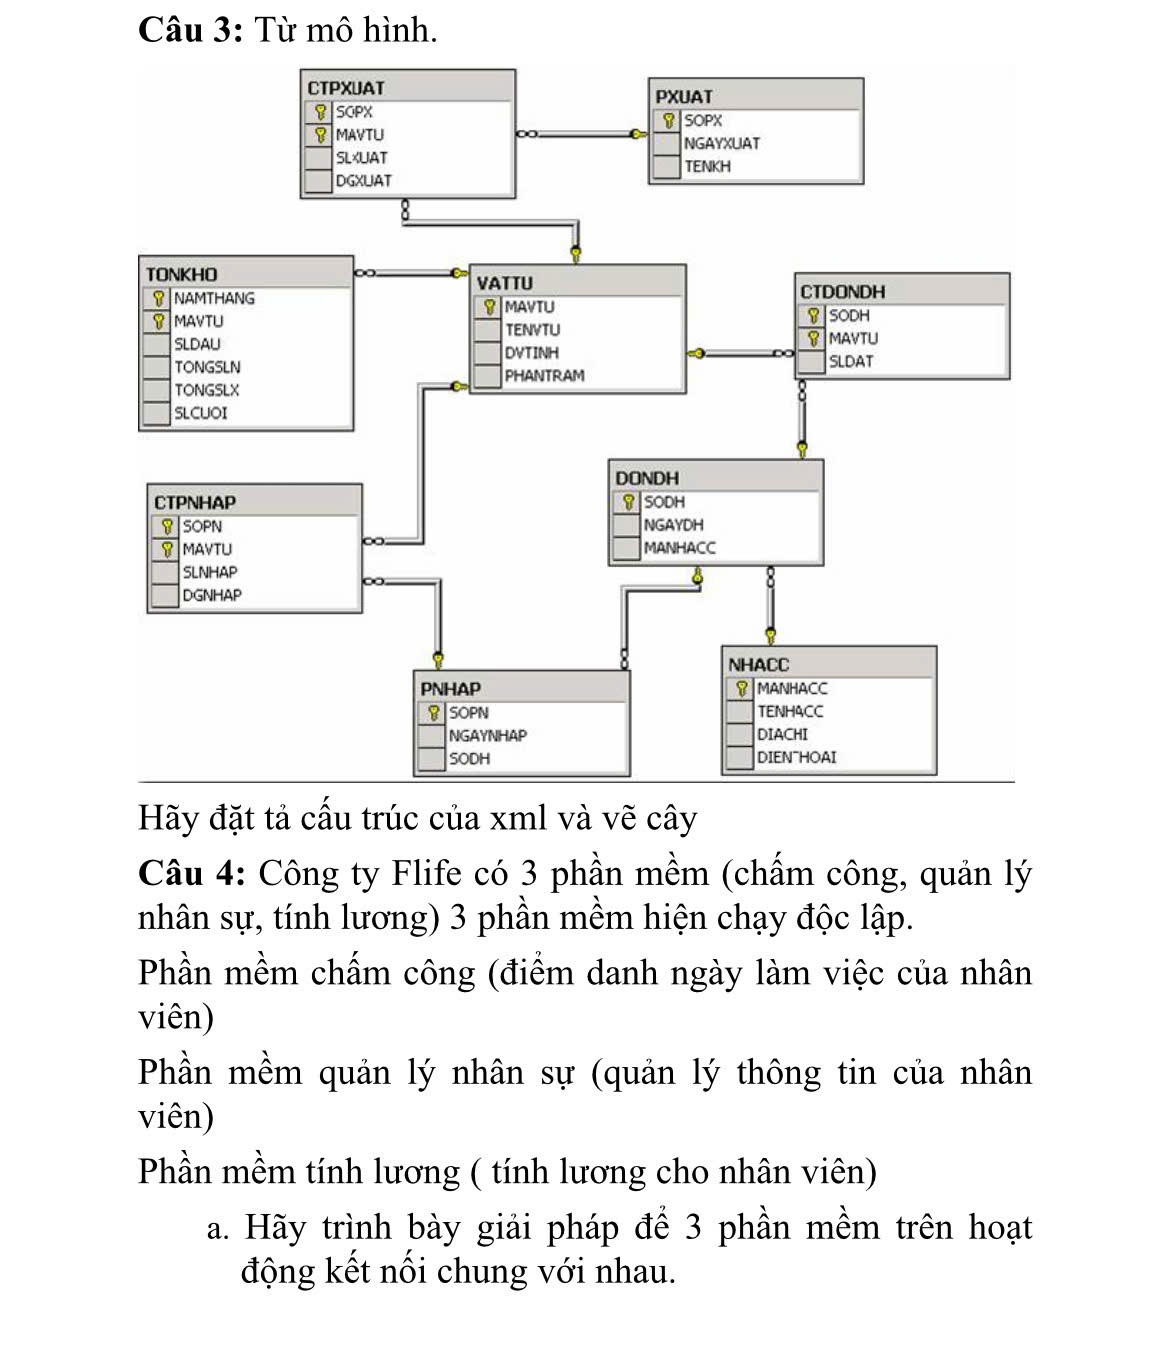 Câu 3: Từ mô hình.
CTPXUAT
SOPX
MAVTU
SLXUAT
DGXUAT
PXUAT
SOPX
NGAYXUAT
TENKH
TONKHO
NAMTHANG
MAVTU
SLDAU
TONGSLN
TONGSLX
SLCUOI
VATTU
MAVTU
TENVTU
DVTINH
PHANTRAM
CTDONDH
SODH
MAVTU
SLDAT
CTPNHAP
SOPN
MAVTU
SLNHAP
DGNHAP
DONDH
SODH
NGAYDH
MANHACC
PNHAP
SOPN
NGAYNHAP
SODH
NHACC
MANHACC
TENHACC
DIACHI
DIENTHOAI
Hãy đặt tả cấu trúc của xml và vẽ cây
Câu 4: Công ty Flife có 3 phần mềm (chấm công, quản lý
nhân sự, tính lương) 3 phần mềm hiện chạy độc lập.
Phần mềm chấm công (điểm danh ngày làm việc của nhân
viên)
Phần mềm quản lý nhân sự (quản lý thông tin của nhân
viên)
Phần mềm tính lương ( tính lương cho nhân viên)
a. Hãy trình bày giải pháp để 3 phần mềm trên hoạt
động kết nối chung với nhau.